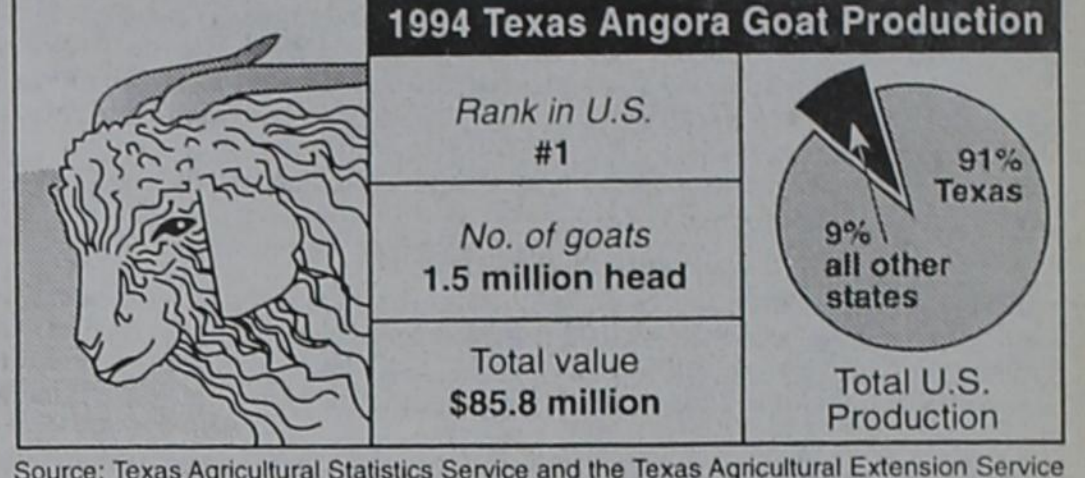 1994 Texas Angora Goat Production
Rank in U.S.
#1
No. of goats
1.5 million head
Total value
$85.8 million
91%
Texas
9%
all other
states
Total U.S.
Production
Source: Texas Agricultural Statistics Service and the Texas Agricultural Extension Service